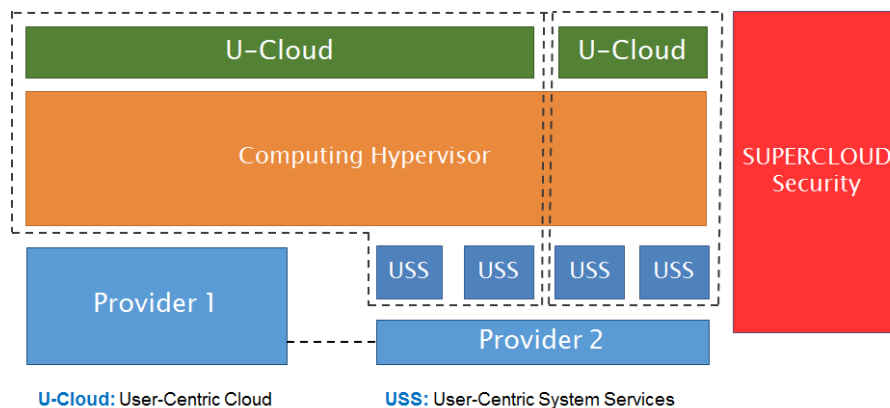 U-Cloud
U-Cloud
Computing Hypervisor
SUPERCLOUD
Security
USS
USS
USS
USS
Provider 1
Provider 2
U-Cloud: User-Centric Cloud
USS: User-Centric System Services